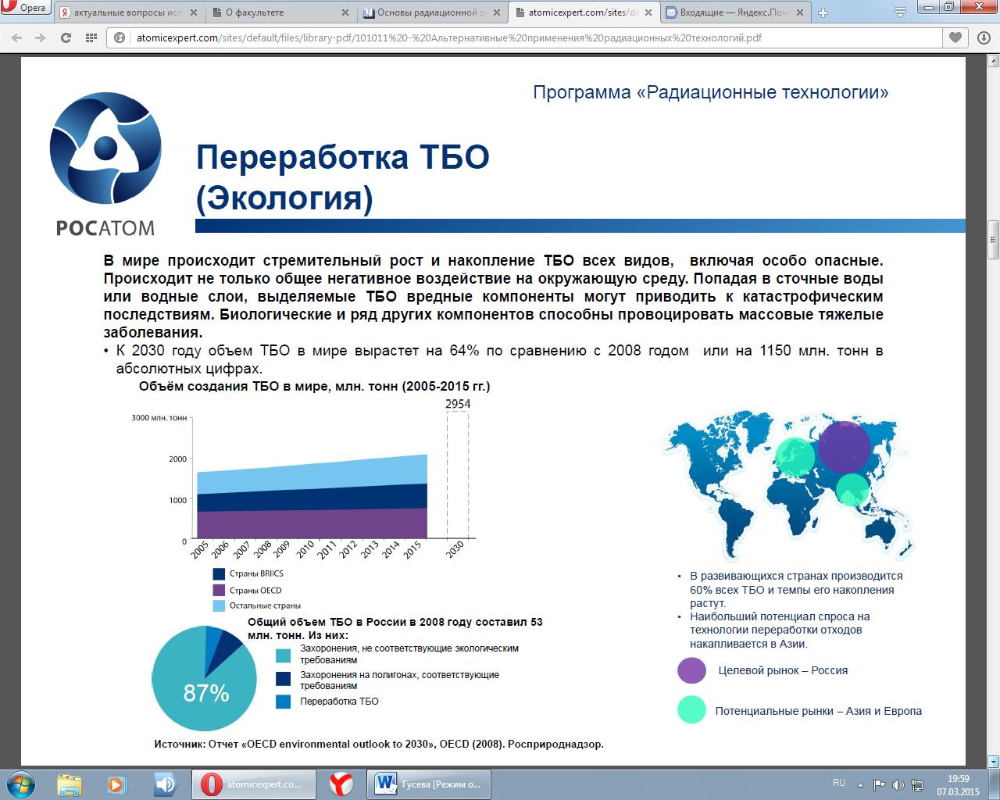 Opera
актуальные вопросы исп
О факультете
Основы радиационной э
atomicexpert.com/sites/de
Входящие — Яндекс.Почт
atomicexpert.com/sites/default/files/library-pdf/101011%20-%20Альтернативные%20применения%20радиационных%20технологий.pdf
Программа «Радиационные технологии»
РОСАТОМ
Переработка ТБО
(Экология)
В мире происходит стремительный рост и накопление ТБО всех видов, включая особо опасные.
Происходит не только общее негативное воздействие на окружающую среду. Попадая в сточные воды
или водные слои, выделяемые ТБО вредные компоненты могут приводить к катастрофическим
последствиям. Биологические и ряд других компонентов способны провоцировать массовые тяжелые
заболевания.
• К 2030 году объем ТБО в мире вырастет на 64% по сравнению с 2008 годом или на 1150 млн. тонн в
абсолютных цифрах.
Объём создания ТБО в мире, млн. тонн (2005-2015 гг.)
2954
3000 млн. тонн
2000
1000
0
2005 2006 2007 2008 2009 2010 2011 2012 2013 2014 2015 2030
Страны BRIICS
Страны OECD
Остальные страны
Общий объем ТБО в России в 2008 году составил 53
млн. тонн. Из них:
87%
Захоронения, не соответствующие экологическим
требованиям
Захоронения на полигонах, соответствующие
требованиям
Переработка ТБО
• В развивающихся странах производится
60% всех ТБО и темпы его накопления
растут.
• Наибольший потенциал спроса на
технологии переработки отходов
накапливается в Азии.
Целевой рынок – Россия
Потенциальные рынки – Азия и Европа
Источник: Отчет «OECD environmental outlook to 2030», OECD (2008). Росприроднадзор.
atomicexpert.co...
Гусева [Режим о...
RU
19:59
07.03.2015